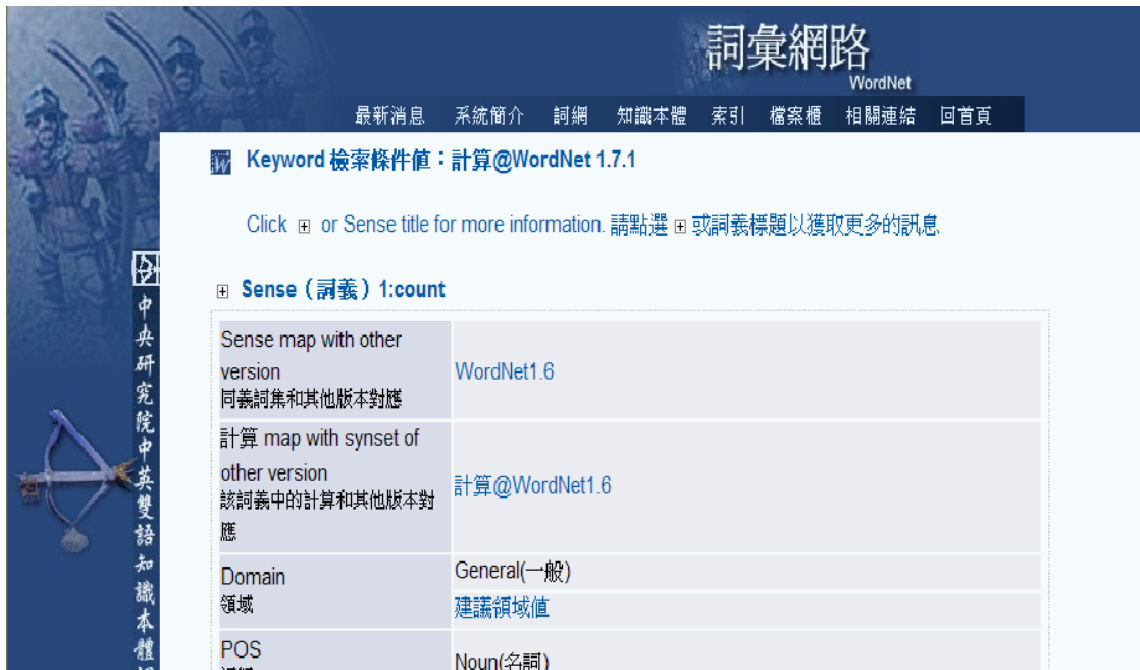 詞彙網路
WordNet
最新消息 系統簡介 詞網 知識本體 索引 檔案櫃 相關連結 回首頁
Keyword 檢索條件值：計算@WordNet 1.7.1
Click or Sense title for more information. 請點選 或詞義標題以獲取更多的訊息
Sense（詞義）1:count
Sense map with other
version
同義詞集和其他版本對應
WordNet1.6
計算 map with synset of
other version
該詞義中的計算和其他版本對
應
計算@WordNet1.6
Domain
領域
General(一般)
建議領域值
POS
Noun(名詞)
中央研究院中英雙語知識本體